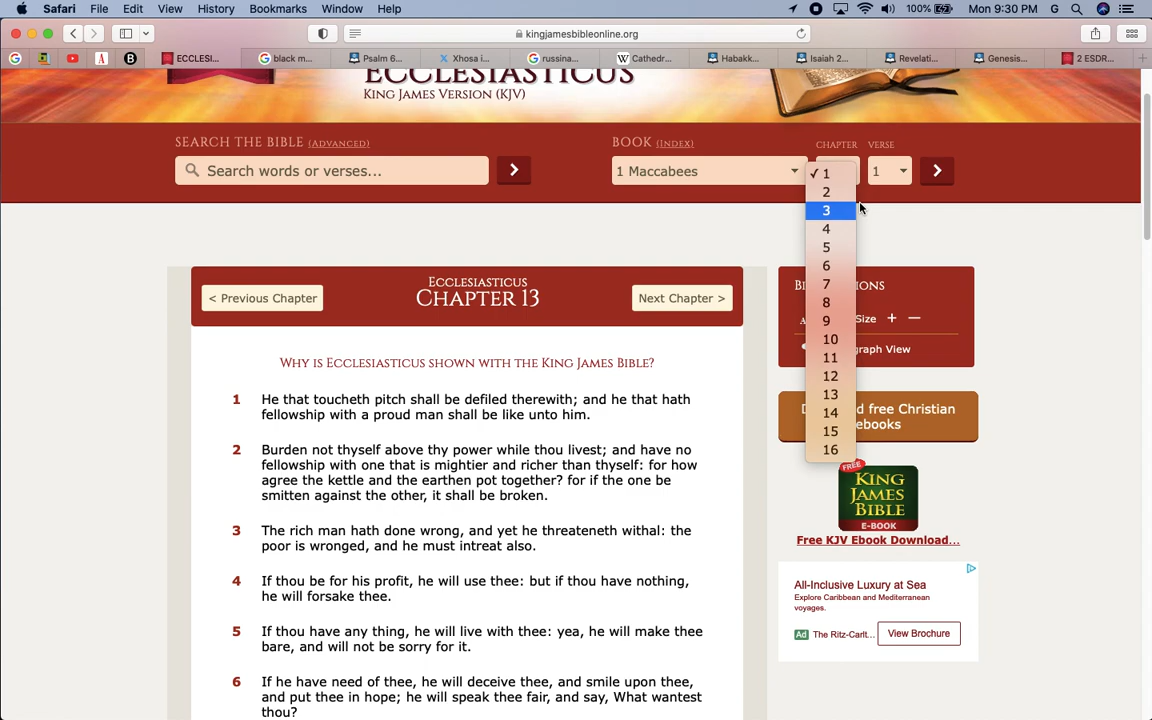 Safari File Edit View History Bookmarks Window Help 100% Mon 9:30 PM G
kingjamesbibleonline.org
ECCLESI... black m... Psalm 6... Xhosa i... russina... Cathedr... Habakk... Isaiah 2... Revelati... Genesis... 2 ESDR...
ECCLESIASTICUS
KING JAMES VERSION (KJV)
SEARCH THE BIBLE (ADVANCED)
Search words or verses...
BOOK (INDEX) CHAPTER VERSE
1 Maccabees 1
✓ 1
2
3
4
5
6
7
8
9
10
11
12
13
14
15
16
< Previous Chapter
ECCLESIASTICUS
CHAPTER 13
Next Chapter >
WHY IS ECCLESIASTICUS SHOWN WITH THE KING JAMES BIBLE?
1 He that toucheth pitch shall be defiled therewith; and he that hath
fellowship with a proud man shall be like unto him.
2 Burden not thyself above thy power while thou livest; and have no
fellowship with one that is mightier and richer than thyself: for how
agree the kettle and the earthen pot together? for if the one be
smitten against the other, it shall be broken.
3 The rich man hath done wrong, and yet he threateneth withal: the
poor is wronged, and he must intreat also.
4 If thou be for his profit, he will use thee: but if thou have nothing,
he will forsake thee.
5 If thou have any thing, he will live with thee: yea, he will make thee
bare, and will not be sorry for it.
6 If he have need of thee, he will deceive thee, and smile upon thee,
and put thee in hope; he will speak thee fair, and say, What wantest
thou?
Size + −
View
free Christian
FREE
KING
JAMES
BIBLE
E-BOOK
Free KJV Ebook Download...
All-Inclusive Luxury at Sea
Explore Caribbean and Mediterranean
voyages.
Ad The Ritz-Carlt... View Brochure